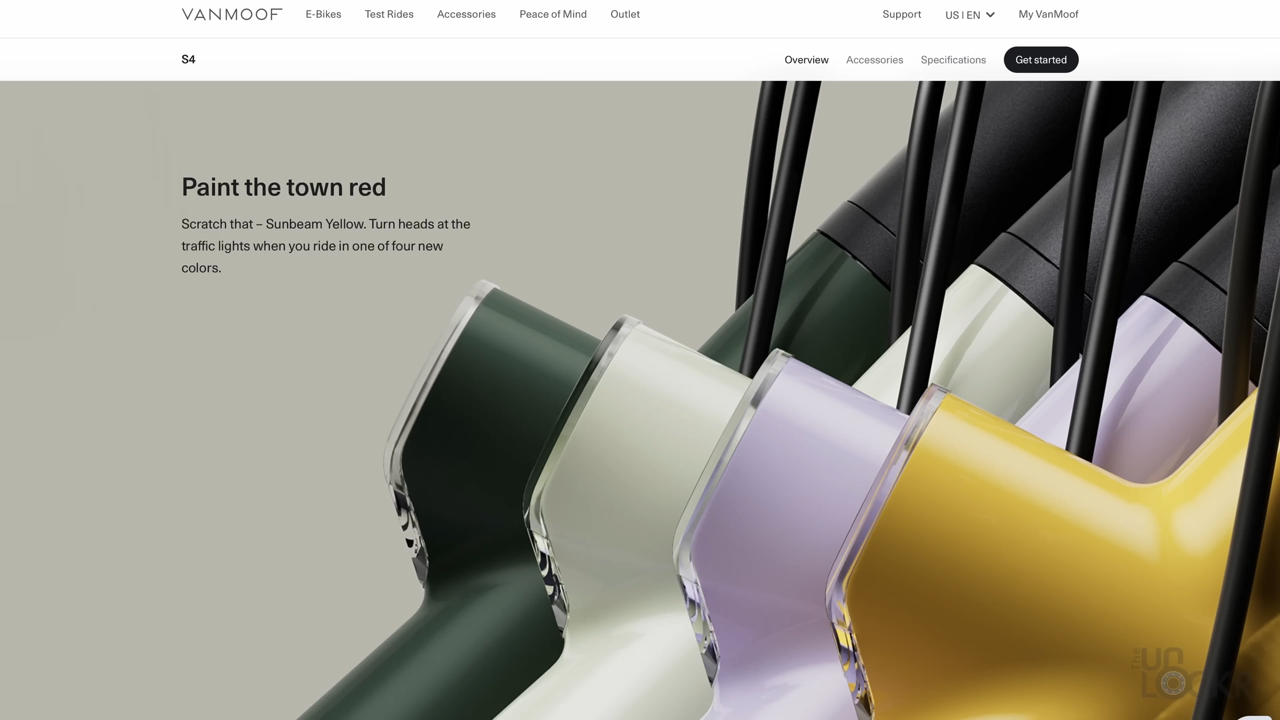 VANMOOF E-Bikes Test Rides Accessories Peace of Mind Outlet Support US | EN My VanMoof
S4 Overview Accessories Specifications Get started
Paint the town red
Scratch that – Sunbeam Yellow. Turn heads at the
traffic lights when you ride in one of four new
colors.
The
UN